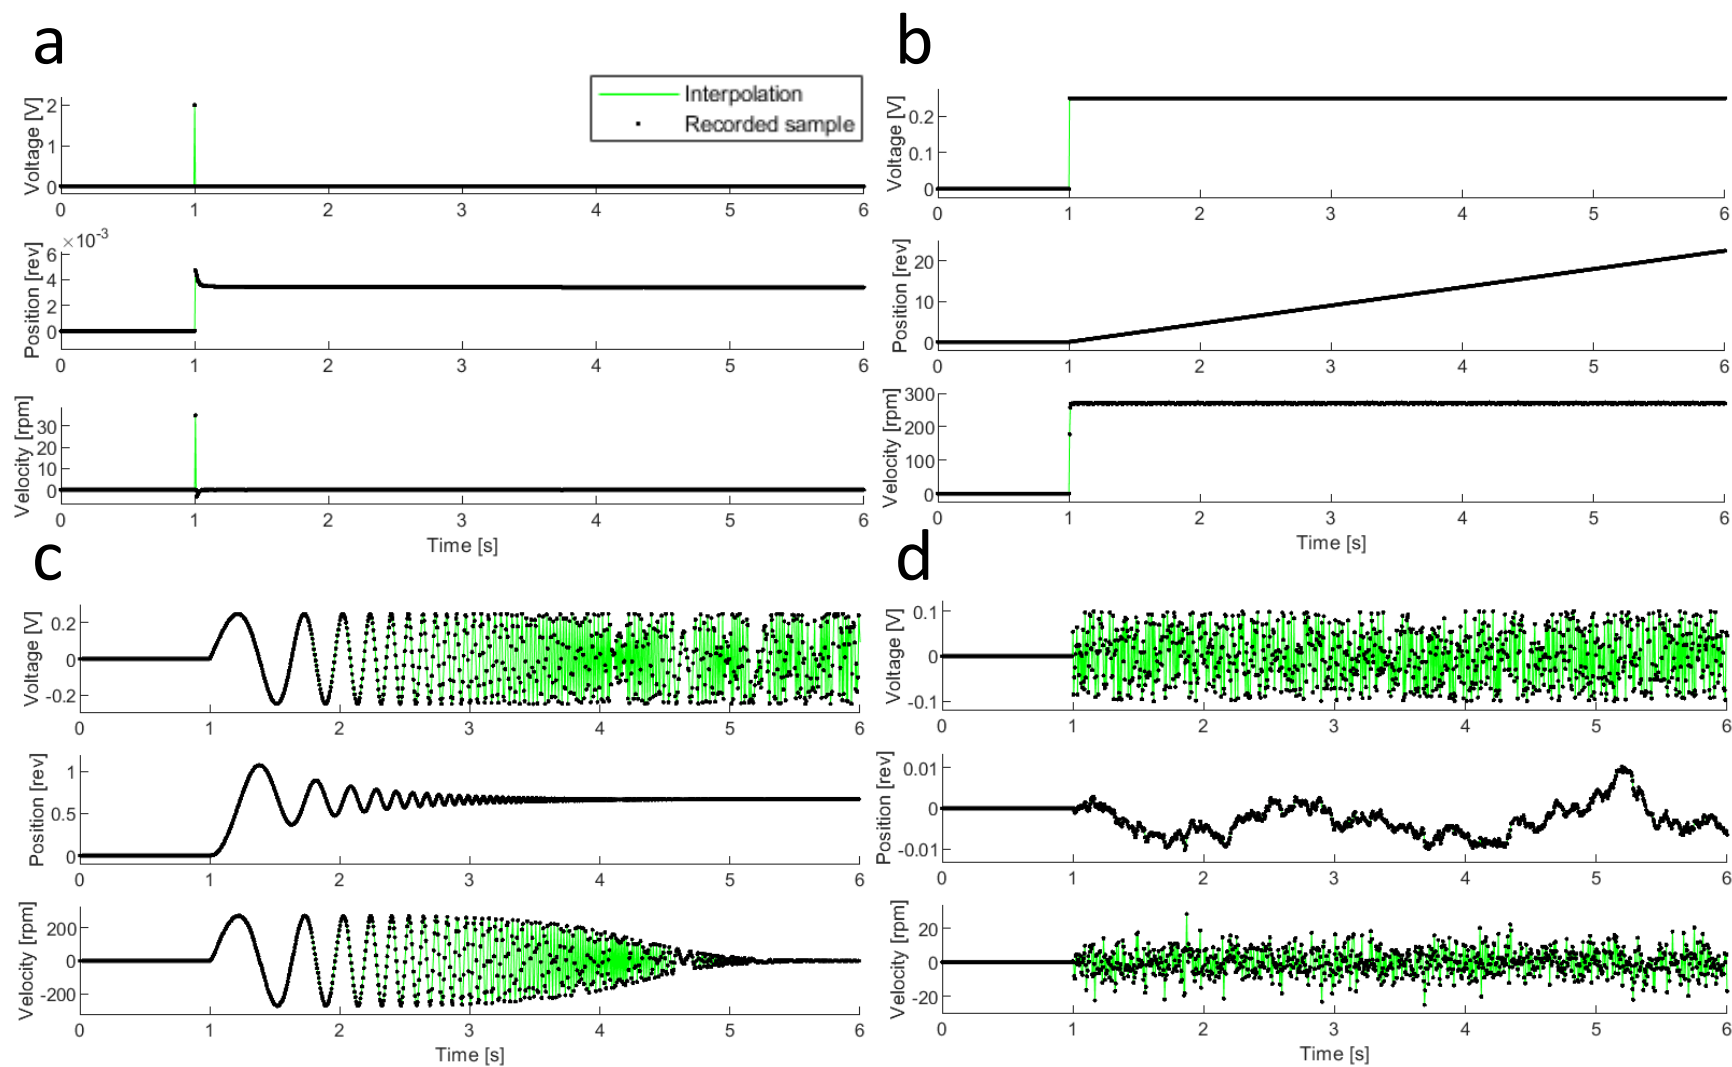 a
Interpolation
Recorded sample
Voltage [V]
2
1
0
0 1 2 3 4 5 6
×10-3
Position [rev]
6
4
2
0
0 1 2 3 4 5 6
Velocity [rpm]
30
20
10
0
0 1 2 3 4 5 6
Time [s]
b
Voltage [V]
0.2
0.1
0
0 1 2 3 4 5 6
Position [rev]
20
10
0
0 1 2 3 4 5 6
Velocity [rpm]
300
200
100
0
0 1 2 3 4 5 6
Time [s]
c
Voltage [V]
0.2
0
-0.2
0 1 2 3 4 5 6
Position [rev]
1
0.5
0
0 1 2 3 4 5 6
Velocity [rpm]
200
0
-200
0 1 2 3 4 5 6
Time [s]
d
Voltage [V]
0.1
0
-0.1
0 1 2 3 4 5 6
Position [rev]
0.01
0
-0.01
0 1 2 3 4 5 6
Velocity [rpm]
20
0
-20
0 1 2 3 4 5 6
Time [s]